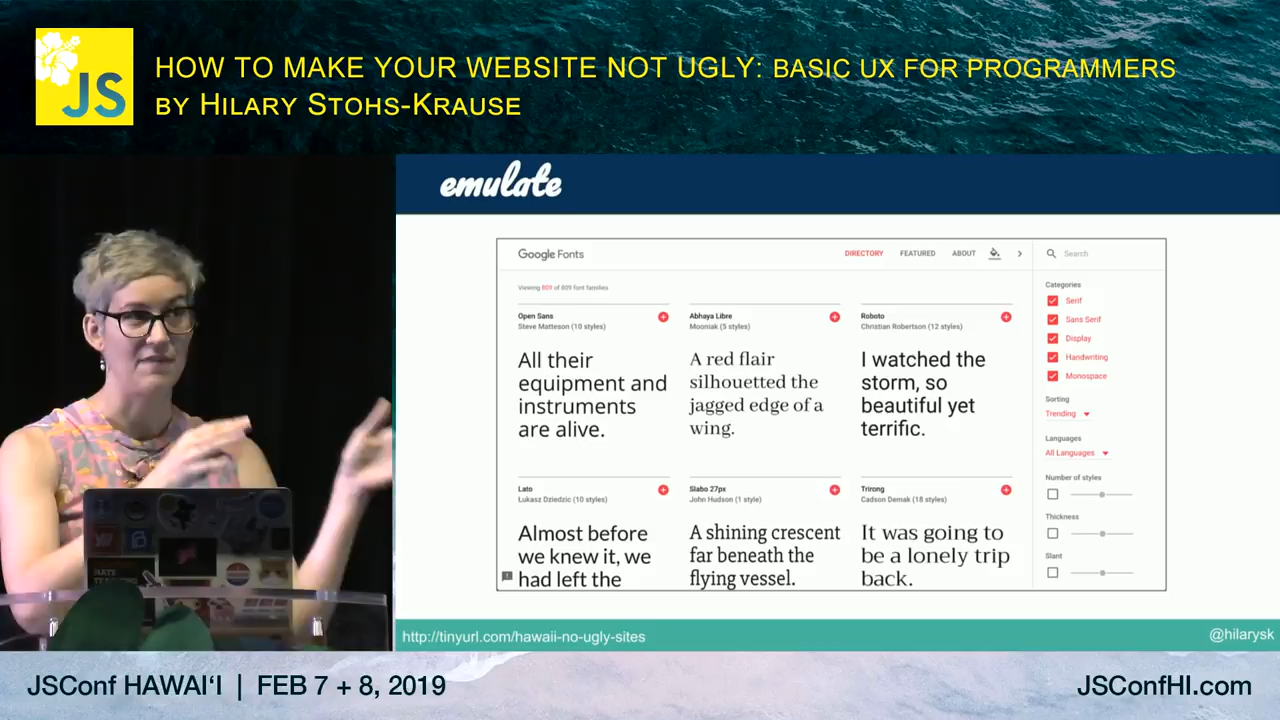 JS
HOW TO MAKE YOUR WEBSITE NOT UGLY: BASIC UX FOR PROGRAMMERS
BY HILARY STOHS-KRAUSE
emulate
Google Fonts
DIRECTORY
FEATURED
ABOUT
Search
Viewing 809 of 809 font families
Open Sans
Steve Matteson (10 styles)
All their
equipment and
instruments
are alive.
Abhaya Libre
Mooniak (5 styles)
A red flair
silhouetted the
jagged edge of a
wing.
Roboto
Christian Robertson (12 styles)
I watched the
storm, so
beautiful yet
terrific.
Lato
Łukasz Dziedzic (10 styles)
Almost before
we knew it, we
had left the
Slabo 27px
John Hudson (1 style)
A shining crescent
far beneath the
flying vessel.
Trirong
Cadson Demak (18 styles)
It was going to
be a lonely trip
back.
Categories
Serif
Sans Serif
Display
Handwriting
Monospace
Sorting
Trending
Languages
All Languages
Number of styles
Thickness
Slant
http://tinyurl.com/hawaii-no-ugly-sites
@hilarysk
JSConf HAWAI‘I | FEB 7 + 8, 2019
JSConfHI.com